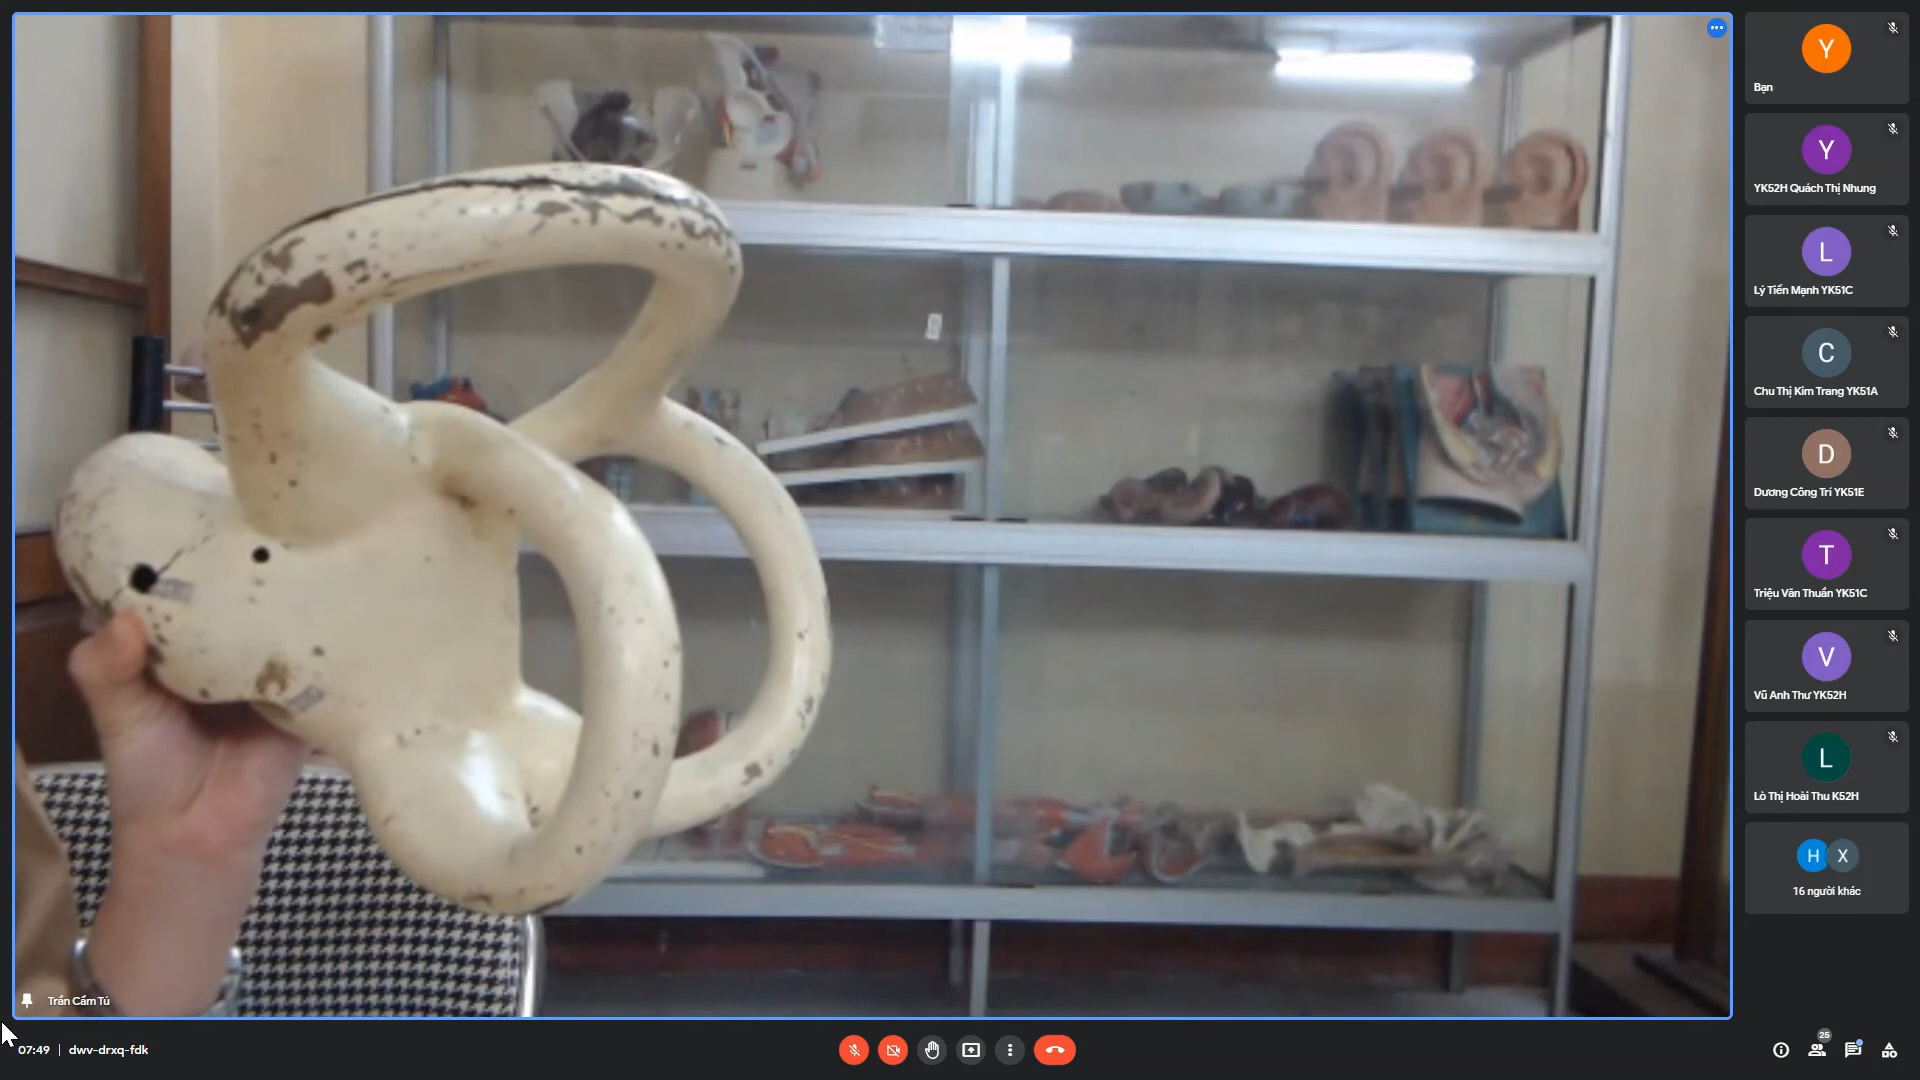 Y
Bạn
Y
YK52H Quách Thị Nhung
L
Lý Tiến Mạnh YK51C
C
Chu Thị Kim Trang YK51A
D
Dương Công Trí YK51E
T
Triệu Văn Thuần YK51C
V
Vũ Anh Thư YK52H
L
Lò Thị Hoài Thu K52H
H X
16 người khác
Trần Cẩm Tú
07:49 | dwv-drxq-fdk
25